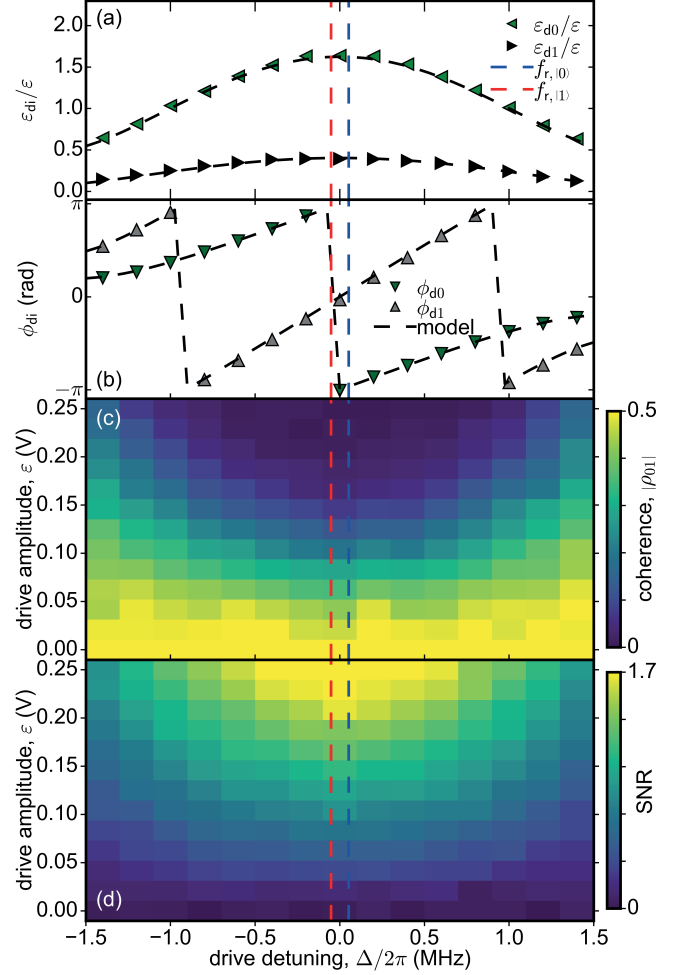 (a)
ε_d0/ε
ε_d1/ε
f_r,|0⟩
f_r,|1⟩
2.0
1.5
1.0
0.5
0.0
ε_di/ε
π
0
−π
ϕ_di (rad)
ϕ_d0
ϕ_d1
model
(b)
(c)
0.25
0.20
0.15
0.10
0.05
0.00
drive amplitude, ε (V)
0.5
0
coherence, |ρ_01|
0.25
0.20
0.15
0.10
0.05
0.00
drive amplitude, ε (V)
(d)
1.7
0
SNR
−1.5 −1.0 −0.5 0.0 0.5 1.0 1.5
drive detuning, Δ/2π (MHz)